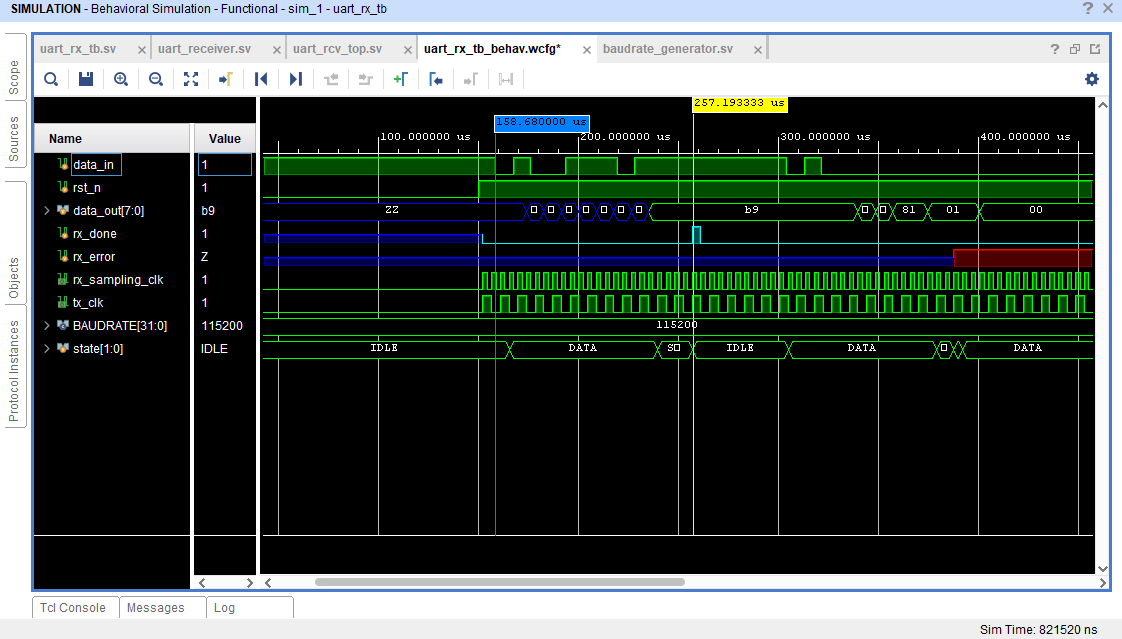 SIMULATION - Behavioral Simulation - Functional - sim_1 - uart_rx_tb
uart_rx_tb.sv uart_receiver.sv uart_rcv_top.sv uart_rx_tb_behav.wcfg* baudrate_generator.sv
Scope
Sources
Objects
Protocol Instances
257.193333 us
158.680000 us
100.000000 us 200.000000 us 300.000000 us 400.000000 us
Name Value
data_in 1
rst_n 1
data_out[7:0] b9 ZZ b9 81 01 00
rx_done 1
rx_error Z
rx_sampling_clk 1
tx_clk 1
BAUDRATE[31:0] 115200 115200
state[1:0] IDLE IDLE DATA IDLE DATA DATA
Tcl Console Messages Log
Sim Time: 821520 ns